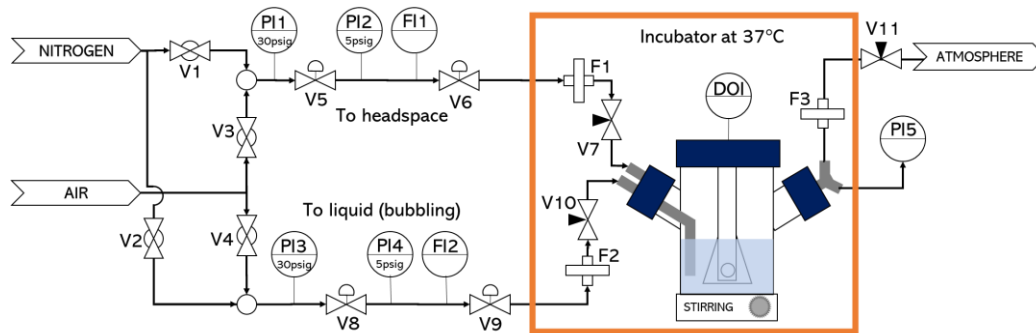 NITROGEN
V1
PI1
30psig
V5
PI2
5psig
FI1
V6
To headspace
V3
AIR
V2
V4
To liquid (bubbling)
PI3
30psig
V8
PI4
5psig
FI2
V9
Incubator at 37°C
F1
V7
V10
F2
DOI
STIRRING
F3
V11
ATMOSPHERE
PI5